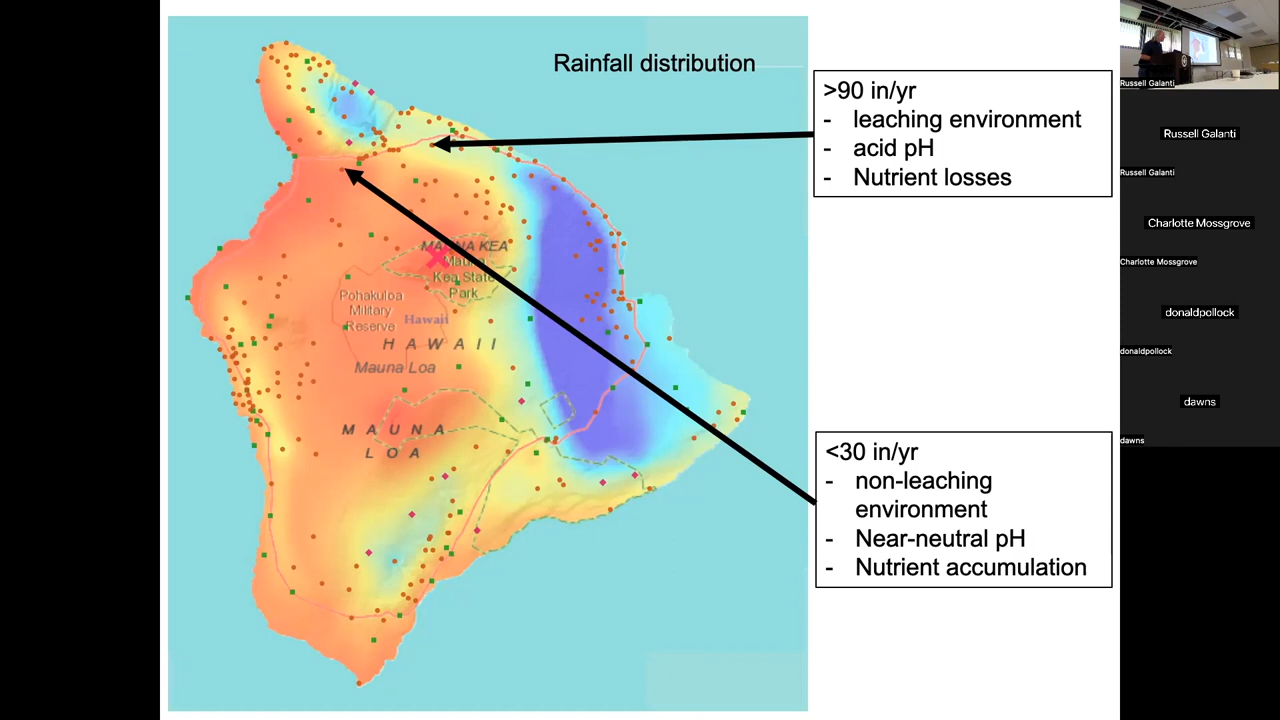 Rainfall distribution
>90 in/yr
- leaching environment
- acid pH
- Nutrient losses
MAUNA KEA
Mauna
Kea State
Park
Pohakuloa
Military
Reserve
Hawaii
HAWAII
Mauna Loa
MAUNA
LOA
<30 in/yr
- non-leaching
environment
- Near-neutral pH
- Nutrient accumulation
Russell Galanti
Russell Galanti
Russell Galanti
Charlotte Mossgrove
Charlotte Mossgrove
donaldpollock
donaldpollock
dawns
dawns